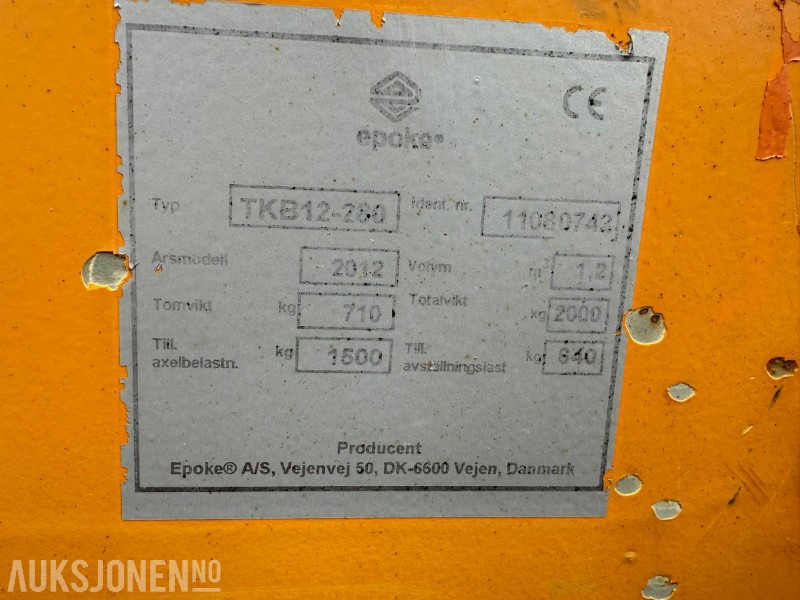 epoke®
CE
Typ TKB12-280 Ident. nr. 11080742
Årsmodell 2012 Volym m³ 1,2
Tomvikt kg 710 Totalvikt kg 2000
Till. axelbelastn. kg 1500 Till. avställningslast kg 640
Producent
Epoke® A/S, Vejenvej 50, DK-6600 Vejen, Danmark
AUKSJONEN.NO